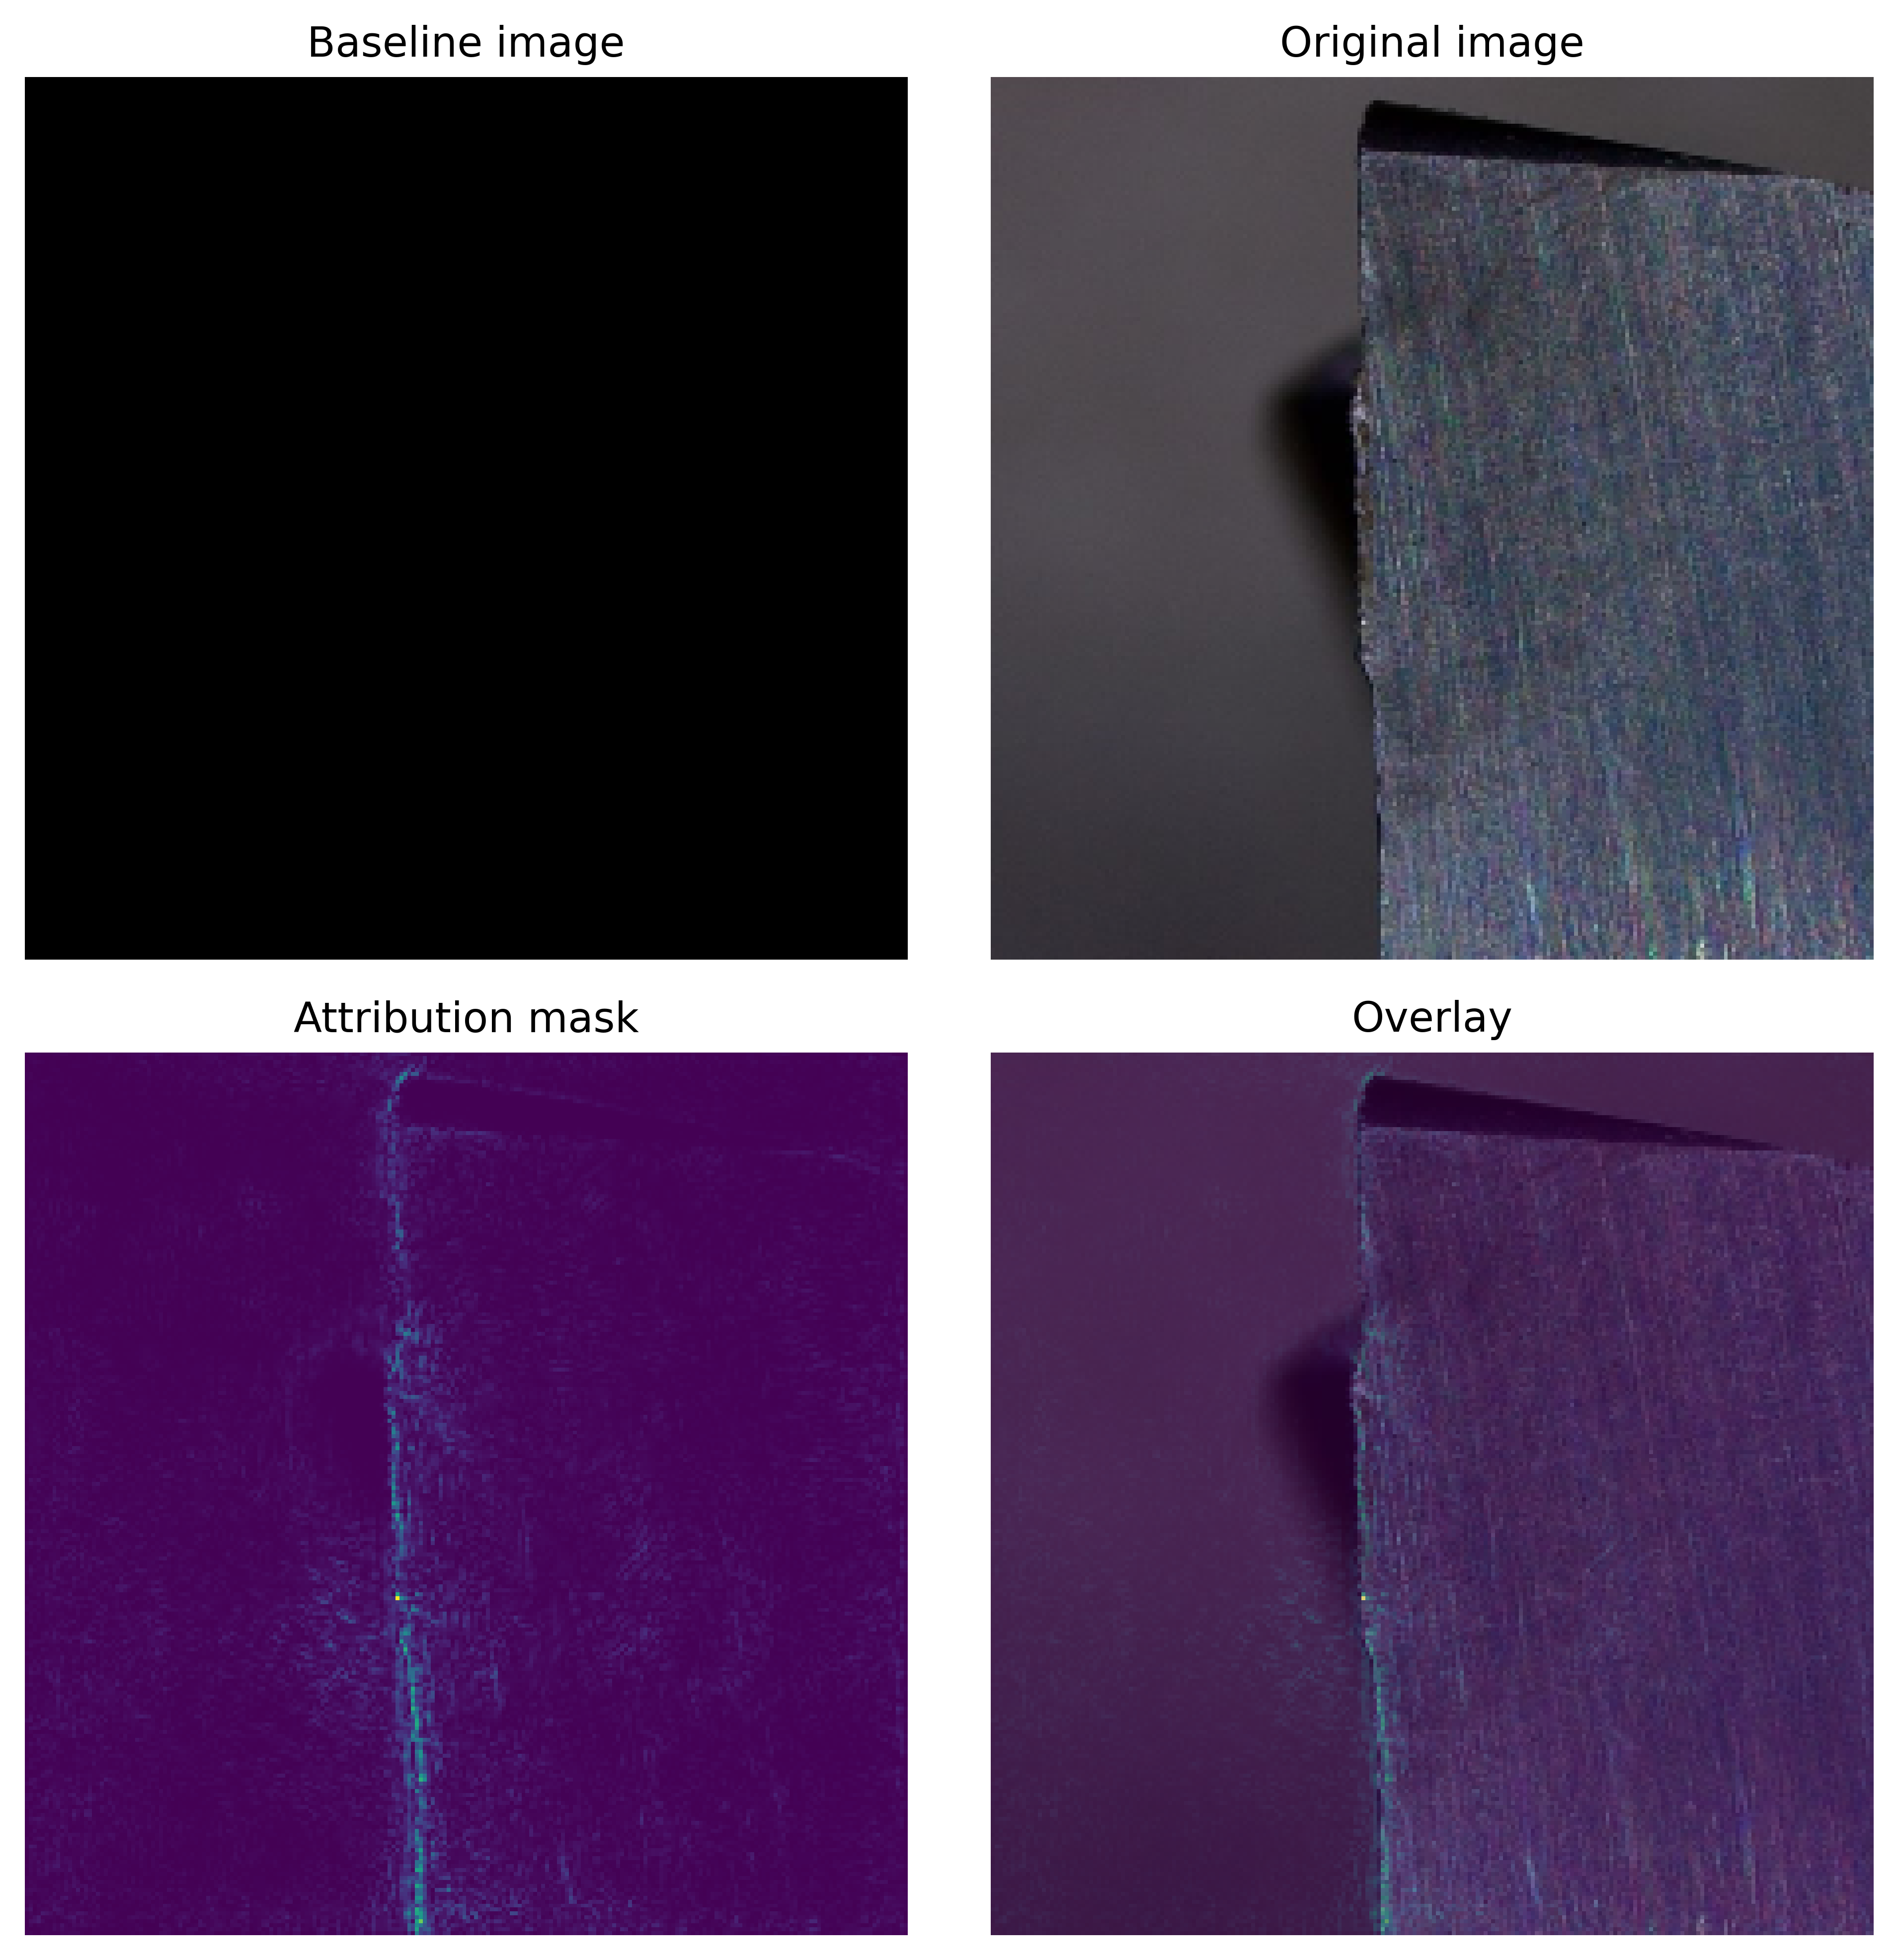 Baseline image
Original image
Attribution mask
Overlay